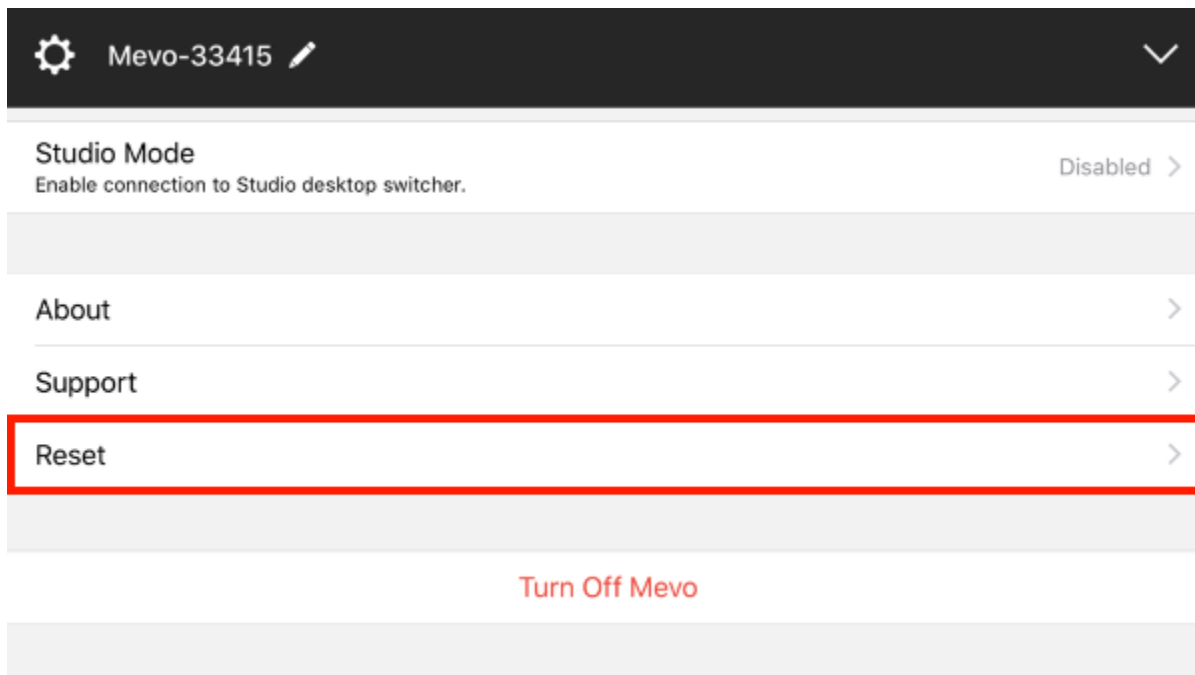 Mevo-33415
Studio Mode
Disabled
Enable connection to Studio desktop switcher.
About
Support
Reset
Turn Off Mevo